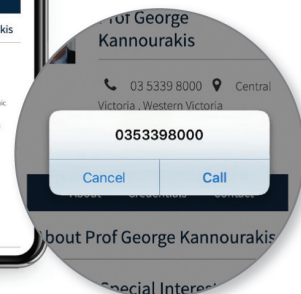 kis
Prof George
Kannourakis
03 5339 8000 Central
Victoria , Western Victoria
0353398000
Cancel Call
About Credentials Contact
About Prof George Kannourakis
Special Interest